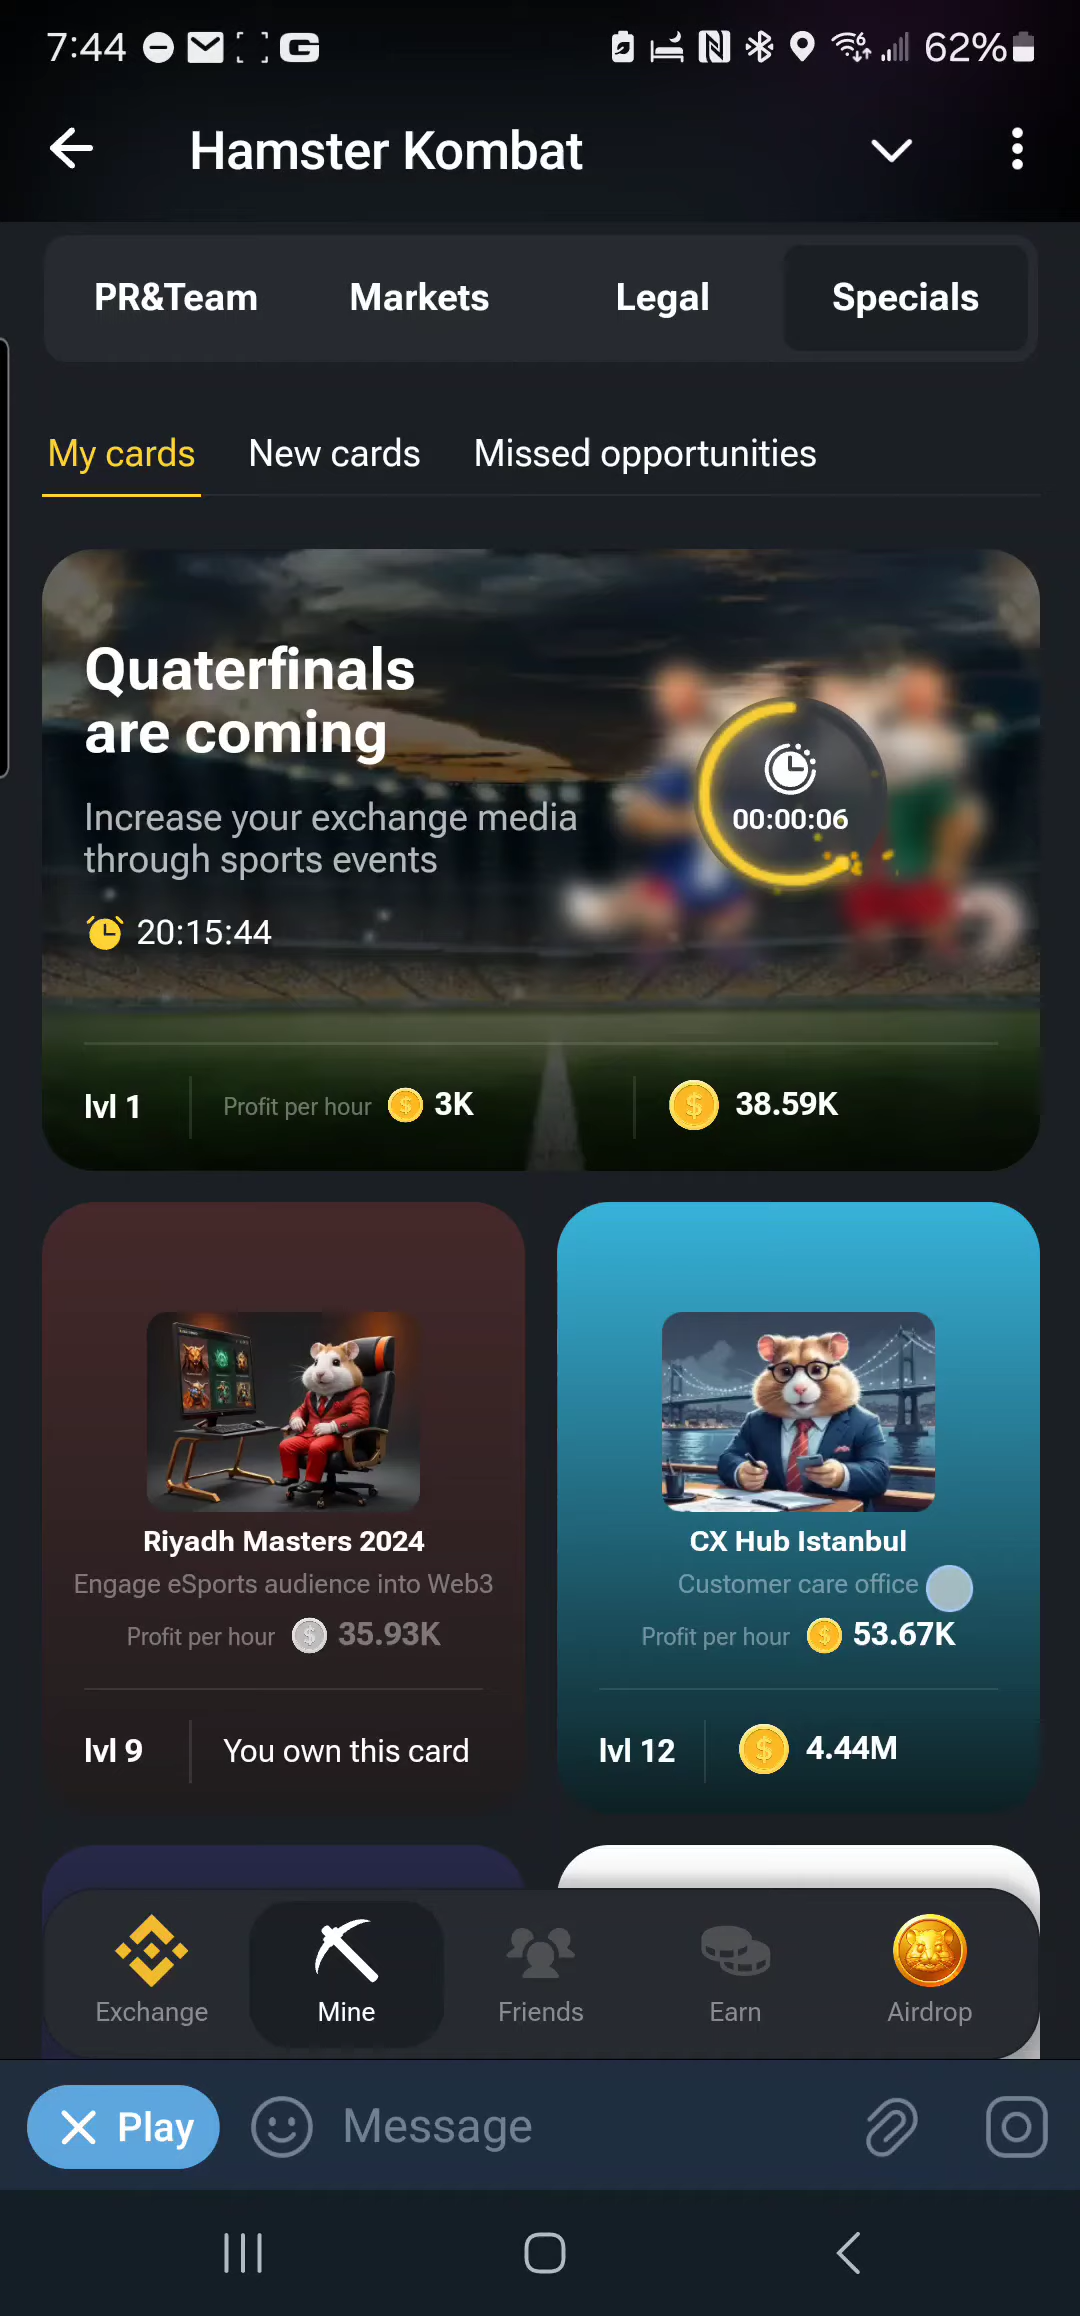 7:44
62%
Hamster Kombat
PR&Team Markets Legal Specials
My cards New cards Missed opportunities
Quaterfinals
are coming
Increase your exchange media
through sports events
20:15:44
00:00:06
lvl 1 Profit per hour 3K 38.59K
Riyadh Masters 2024
Engage eSports audience into Web3
Profit per hour 35.93K
lvl 9 You own this card
CX Hub Istanbul
Customer care office
Profit per hour 53.67K
lvl 12 4.44M
Exchange Mine Friends Earn Airdrop
Play Message